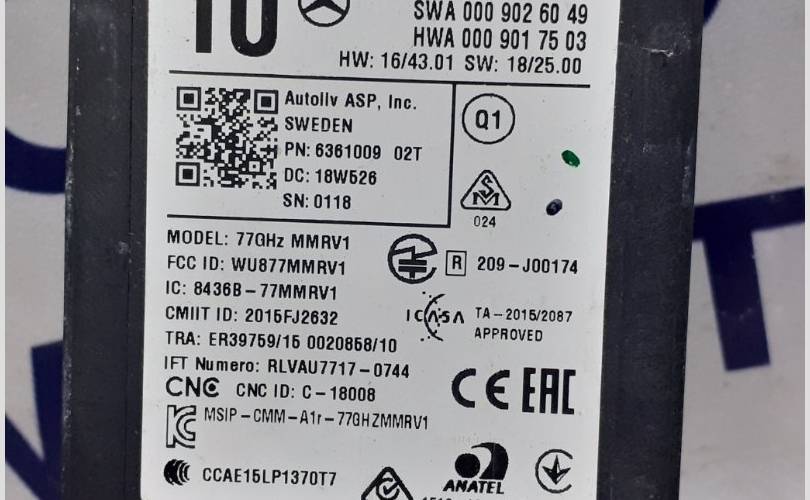 SWA 000 902 60 49
HWA 000 901 75 03
HW: 16/43.01 SW: 18/25.00
Autoliv ASP, Inc.
SWEDEN
PN: 6361009 02T
DC: 18W526
SN: 0118
Q1
024
MODEL: 77GHz MMRV1
FCC ID: WU877MMRV1
R 209-J00174
IC: 8436B-77MMRV1
ICASA TA-2015/2087
APPROVED
CMIIT ID: 2015FJ2632
TRA: ER39759/15 0020858/10
IFT Numero: RLVAU7717-0744
CNC CNC ID: C-18008
CE EAC
MSIP-CMM-A1r-77GHZMMRV1
CCAE15LP1370T7
ANATEL